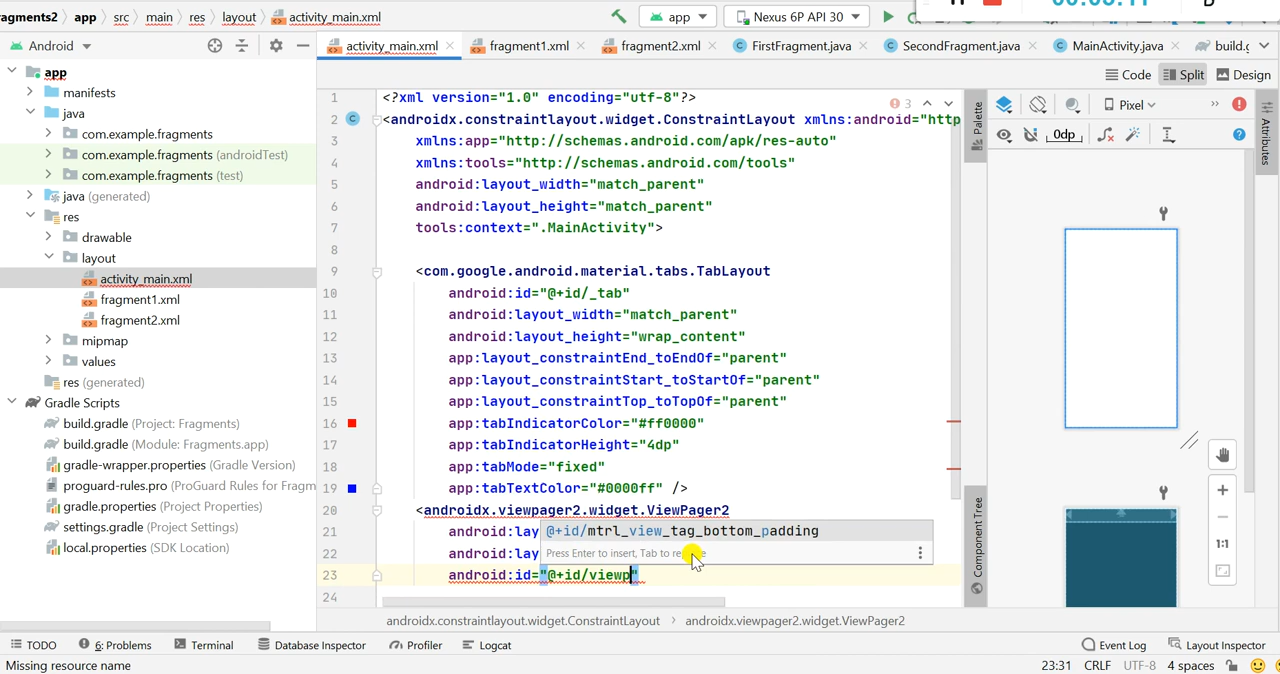 ragments2 › app › src › main › res › layout › activity_main.xml
app
Nexus 6P API 30
Android
activity_main.xml
fragment1.xml
fragment2.xml
FirstFragment.java
SecondFragment.java
MainActivity.java
Code
Split
Design
app
manifests
java
com.example.fragments
com.example.fragments (androidTest)
com.example.fragments (test)
java (generated)
res
drawable
layout
activity_main.xml
fragment1.xml
fragment2.xml
mipmap
values
res (generated)
Gradle Scripts
build.gradle (Project: Fragments)
build.gradle (Module: Fragments.app)
gradle-wrapper.properties (Gradle Version)
proguard-rules.pro (ProGuard Rules for Fragm
gradle.properties (Project Properties)
settings.gradle (Project Settings)
local.properties (SDK Location)
1 <?xml version="1.0" encoding="utf-8"?>
3
2 <androidx.constraintlayout.widget.ConstraintLayout xmlns:android="http
3 xmlns:app="http://schemas.android.com/apk/res-auto"
4 xmlns:tools="http://schemas.android.com/tools"
5 android:layout_width="match_parent"
6 android:layout_height="match_parent"
7 tools:context=".MainActivity">
8
9 <com.google.android.material.tabs.TabLayout
10 android:id="@+id/_tab"
11 android:layout_width="match_parent"
12 android:layout_height="wrap_content"
13 app:layout_constraintEnd_toEndOf="parent"
14 app:layout_constraintStart_toStartOf="parent"
15 app:layout_constraintTop_toTopOf="parent"
16 app:tabIndicatorColor="#ff0000"
17 app:tabIndicatorHeight="4dp"
18 app:tabMode="fixed"
19 app:tabTextColor="#0000ff" />
20 <androidx.viewpager2.widget.ViewPager2
21 android:lay
22 android:lay
23 android:id="@+id/viewp"
24
@+id/mtrl_view_tag_bottom_padding
Press Enter to insert, Tab to
Palette
Component Tree
Pixel
0dp
Attributes
1:1
androidx.constraintlayout.widget.ConstraintLayout › androidx.viewpager2.widget.ViewPager2
TODO
6: Problems
Terminal
Database Inspector
Profiler
Logcat
Event Log
Layout Inspector
Missing resource name
23:31 CRLF UTF-8 4 spaces